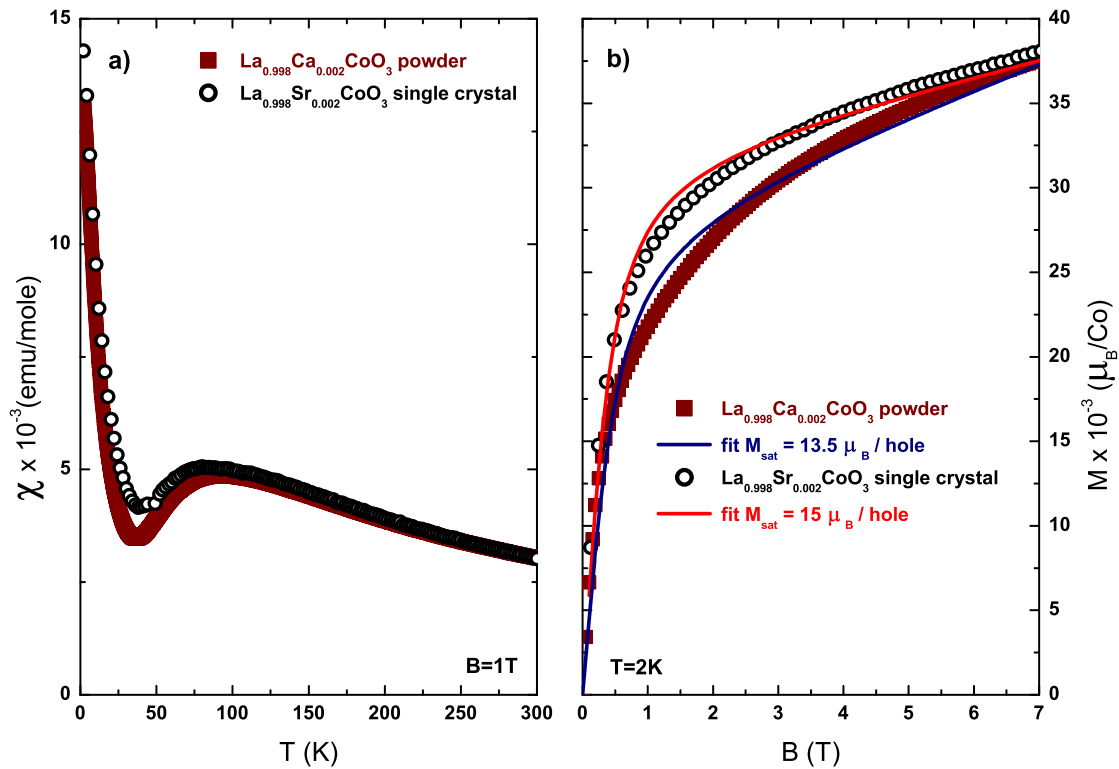 a)
La0.998Ca0.002CoO3 powder
La0.998Sr0.002CoO3 single crystal
15
10
5
0
χ x 10-3(emu/mole)
B=1T
0 50 100 150 200 250 300
T (K)
b)
La0.998Ca0.002CoO3 powder
fit Msat = 13.5 μB / hole
La0.998Sr0.002CoO3 single crystal
fit Msat = 15 μB / hole
T=2K
0 1 2 3 4 5 6 7
B (T)
40
35
30
25
20
15
10
5
0
M x 10-3 (μB/Co)